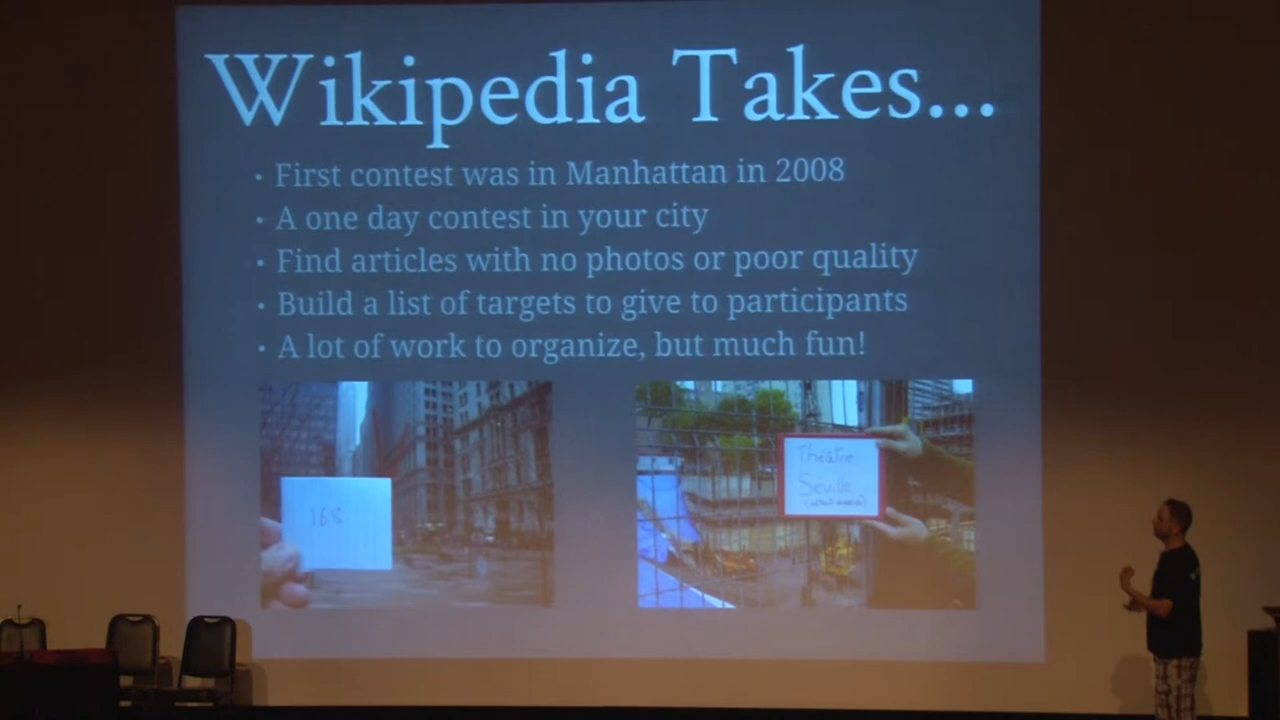 Wikipedia Takes...
• First contest was in Manhattan in 2008
• A one day contest in your city
• Find articles with no photos or poor quality
• Build a list of targets to give to participants
• A lot of work to organize, but much fun!
168
Théâtre
Seville